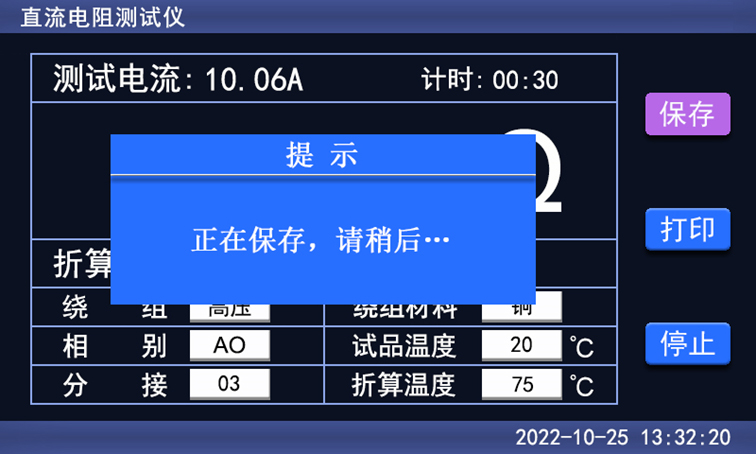 直流电阻测试仪
测试电流: 10.06A 计时: 00:30
保存
提 示
Ω
正在保存，请稍后…
打印
折算
绕 组 高压 绕组材料 铜
相 别 AO 试品温度 20 ℃
停止
分 接 03 折算温度 75 ℃
2022-10-25 13:32:20